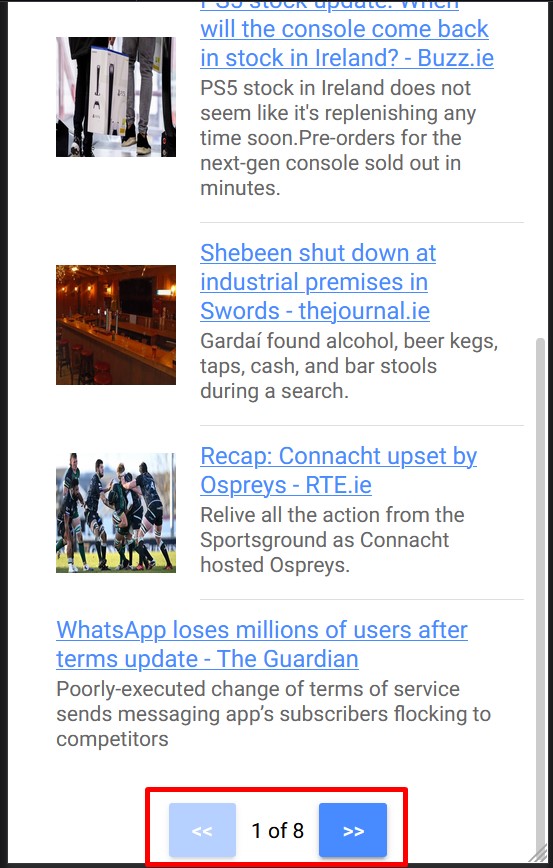 PS5 stock update: When
will the console come back
in stock in Ireland? - Buzz.ie
PS5 stock in Ireland does not
seem like it's replenishing any
time soon.Pre-orders for the
next-gen console sold out in
minutes.
Shebeen shut down at
industrial premises in
Swords - thejournal.ie
Gardaí found alcohol, beer kegs,
taps, cash, and bar stools
during a search.
Recap: Connacht upset by
Ospreys - RTE.ie
Relive all the action from the
Sportsground as Connacht
hosted Ospreys.
WhatsApp loses millions of users after
terms update - The Guardian
Poorly-executed change of terms of service
sends messaging app’s subscribers flocking to
competitors
<< 1 of 8 >>